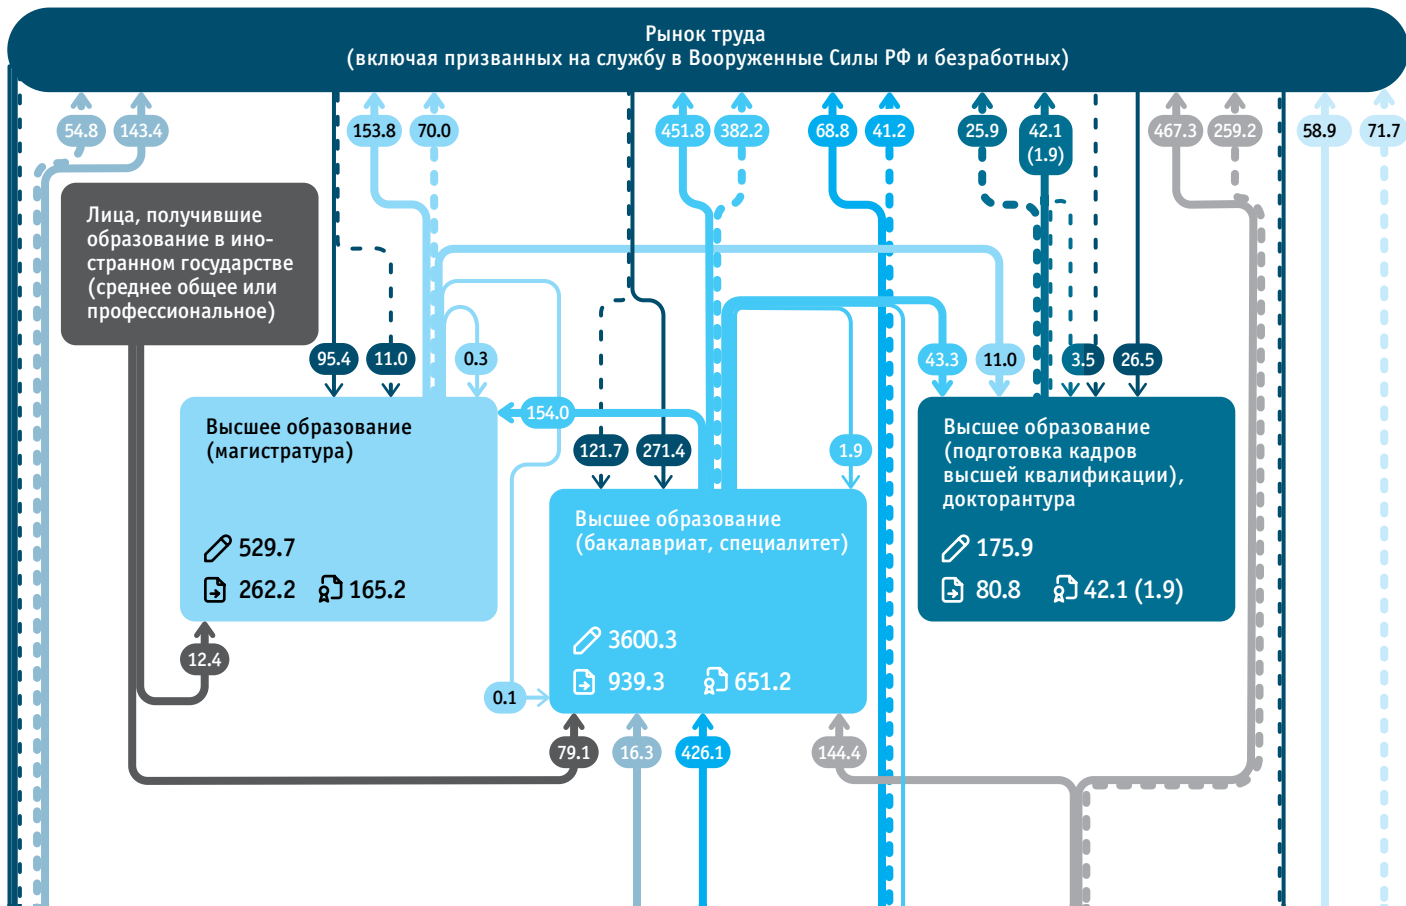 Рынок труда
(включая призванных на службу в Вооруженные Силы РФ и безработных)
54.8
143.4
153.8
70.0
451.8
382.2
68.8
41.2
25.9
42.1
(1.9)
467.3
259.2
58.9
71.7
Лица, получившие
образование в ино-
странном государстве
(среднее общее или
профессиональное)
95.4
11.0
0.3
43.3
11.0
3.5
26.5
154.0
121.7
271.4
1.9
Высшее образование
(магистратура)
529.7
262.2
165.2
Высшее образование
(бакалавриат, специалитет)
3600.3
939.3
651.2
Высшее образование
(подготовка кадров
высшей квалификации),
докторантура
175.9
80.8
42.1 (1.9)
12.4
0.1
79.1
16.3
426.1
144.4